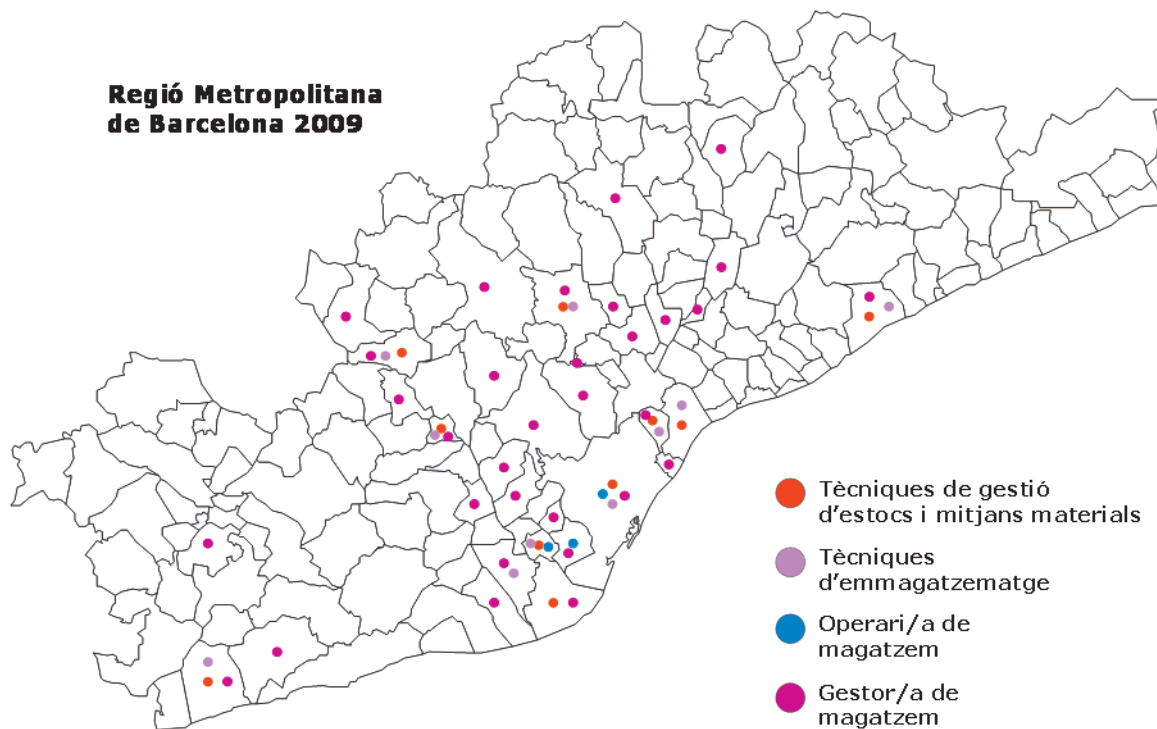 Regió Metropolitana
de Barcelona 2009
Tècniques de gestió
d'estocs i mitjans materials
Tècniques
d'emmagatzematge
Operari/a de
magatzem
Gestor/a de
magatzem